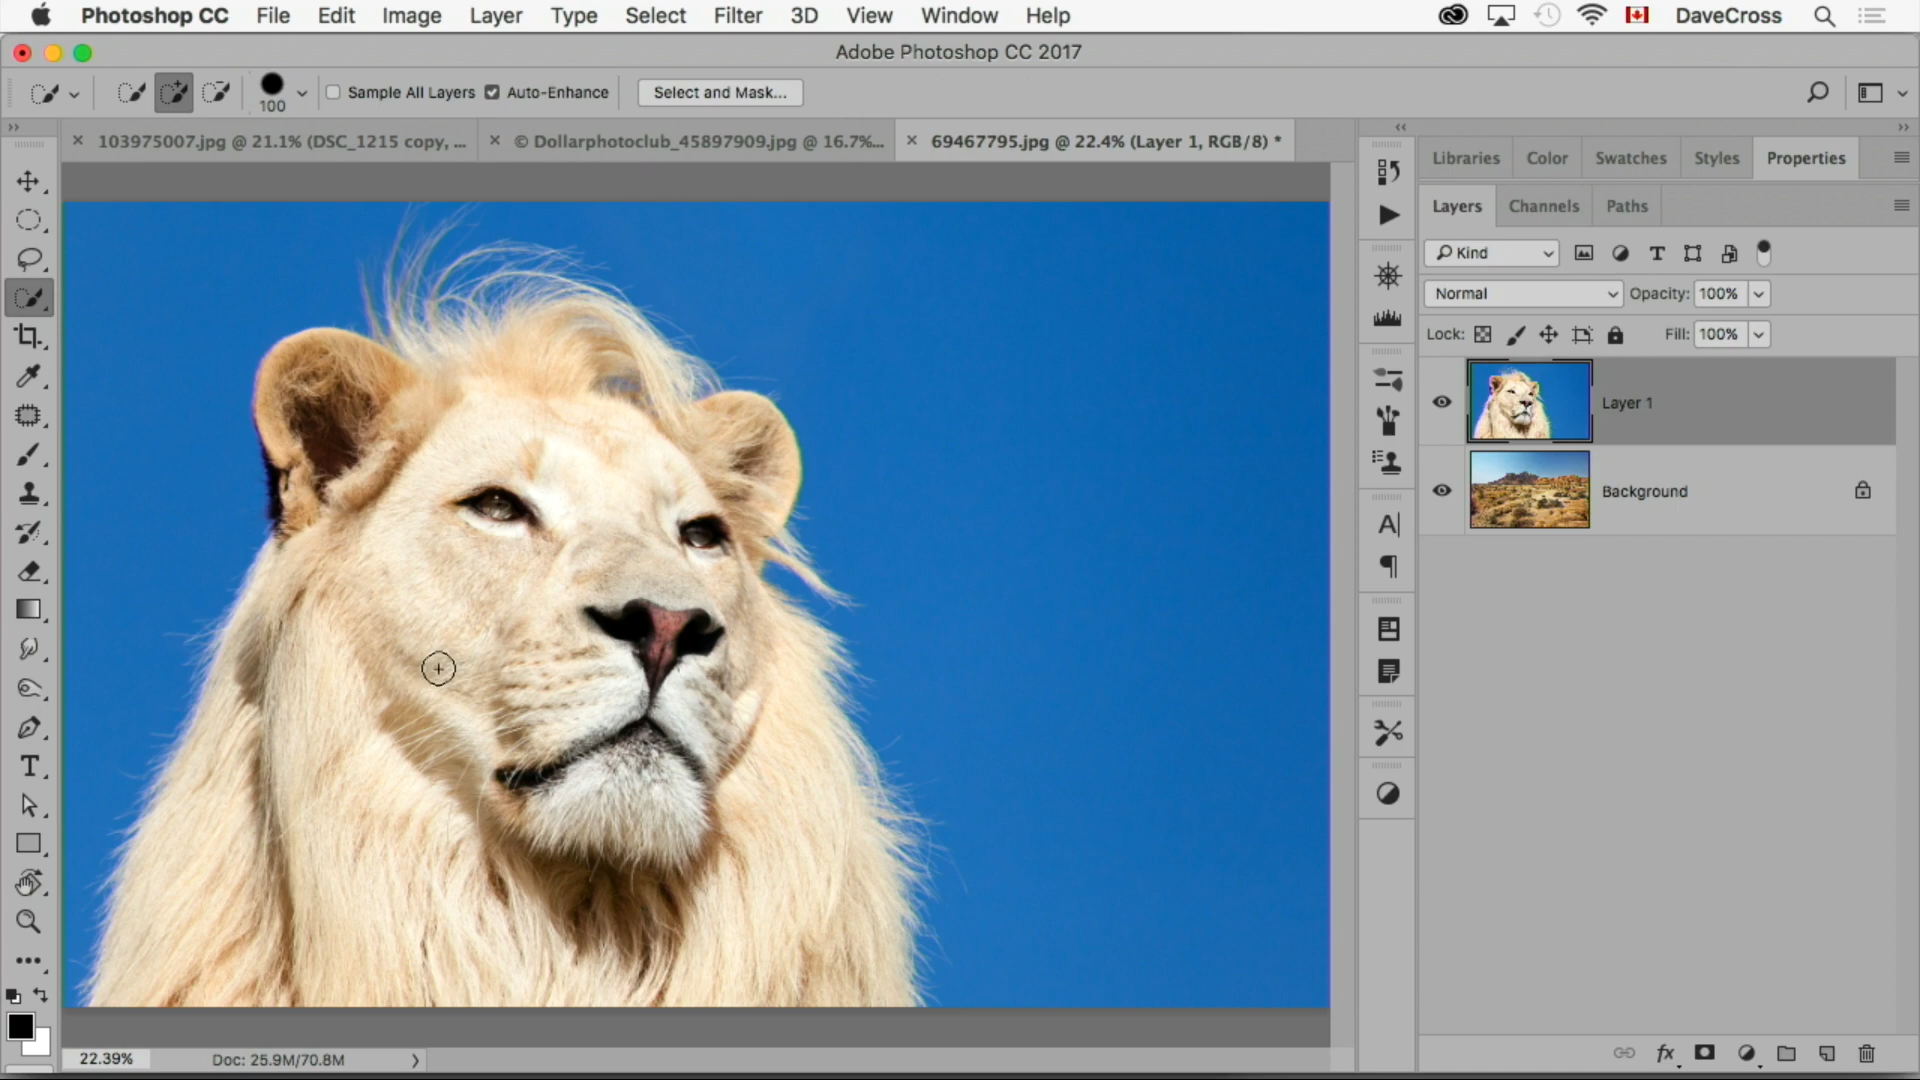 Photoshop CC File Edit Image Layer Type Select Filter 3D View Window Help DaveCross
Adobe Photoshop CC 2017
100 Sample All Layers Auto-Enhance Select and Mask...
103975007.jpg @ 21.1% (DSC_1215 copy, ... © Dollarphotoclub_45897909.jpg @ 16.7%... 69467795.jpg @ 22.4% (Layer 1, RGB/8) *
Libraries Color Swatches Styles Properties
Layers Channels Paths
Kind
Normal Opacity: 100%
Lock: Fill: 100%
Layer 1
Background
22.39% Doc: 25.9M/70.8M